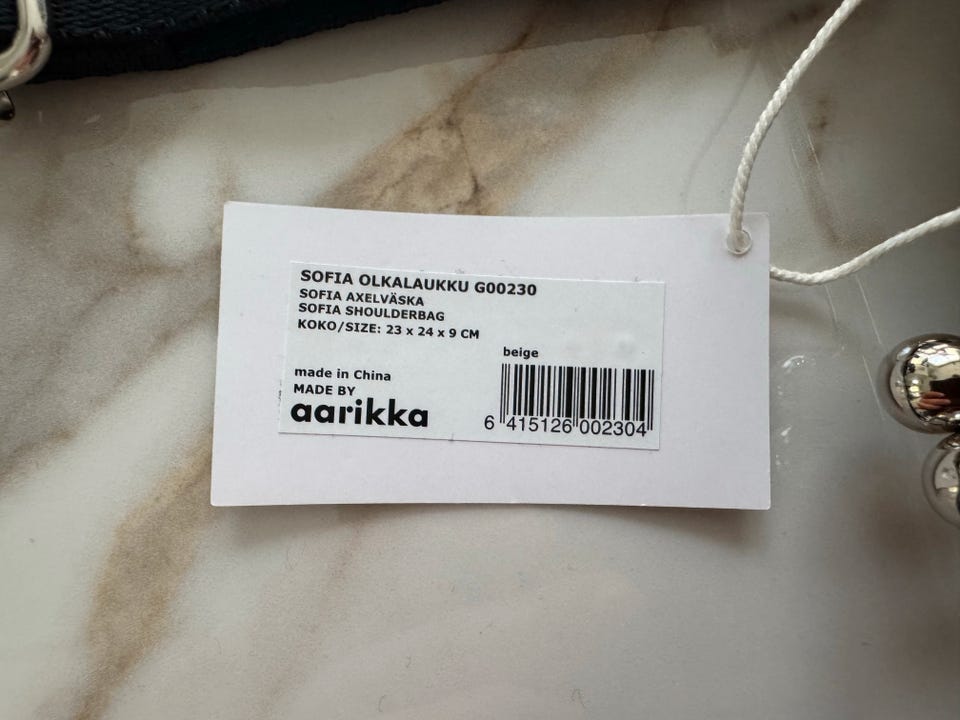 SOFIA OLKALAUKKU G00230
SOFIA AXELVÄSKA
SOFIA SHOULDERBAG
KOKO/SIZE: 23 x 24 x 9 CM
beige
made in China
MADE BY
aarikka
6 415126 002304